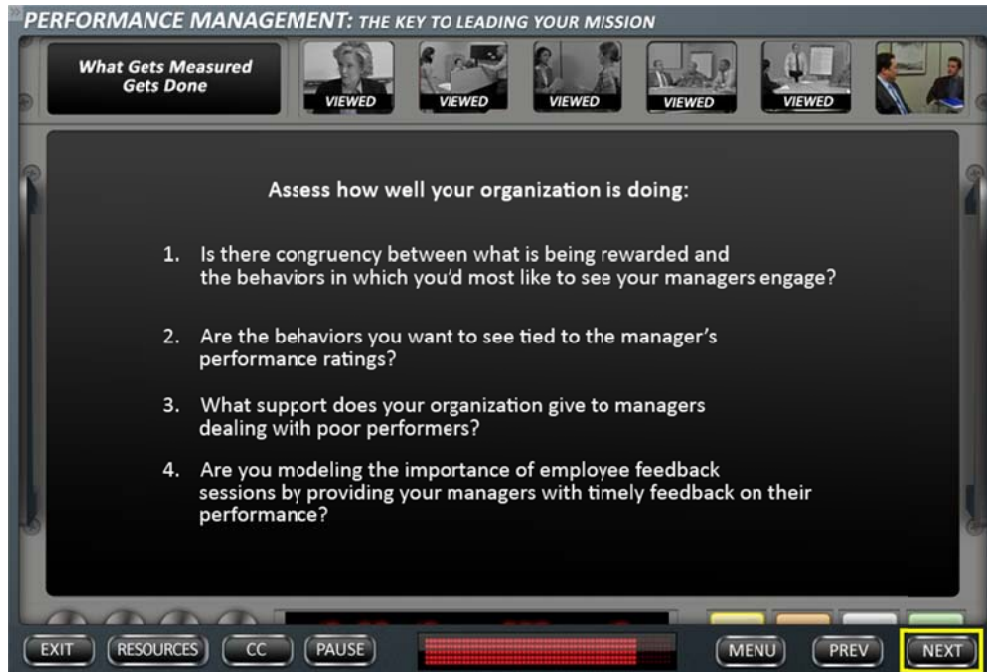 PERFORMANCE MANAGEMENT: THE KEY TO LEADING YOUR MISSION
What Gets Measured
Gets Done
VIEWED
VIEWED
VIEWED
VIEWED
VIEWED
Assess how well your organization is doing:
1. Is there congruency between what is being rewarded and
the behaviors in which you'd most like to see your managers engage?
2. Are the behaviors you want to see tied to the manager's
performance ratings?
3. What support does your organization give to managers
dealing with poor performers?
4. Are you modeling the importance of employee feedback
sessions by providing your managers with timely feedback on their
performance?
EXIT
RESOURCES
CC
PAUSE
MENU
PREV
NEXT